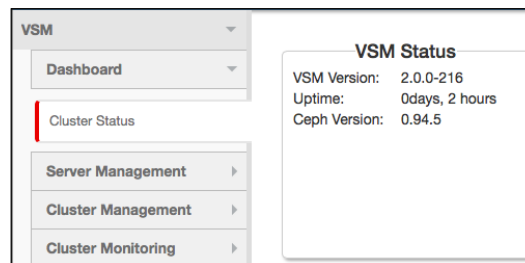 VSM
Dashboard
Cluster Status
Server Management
Cluster Management
Cluster Monitoring
VSM Status
VSM Version: 2.0.0-216
Uptime: 0days, 2 hours
Ceph Version: 0.94.5